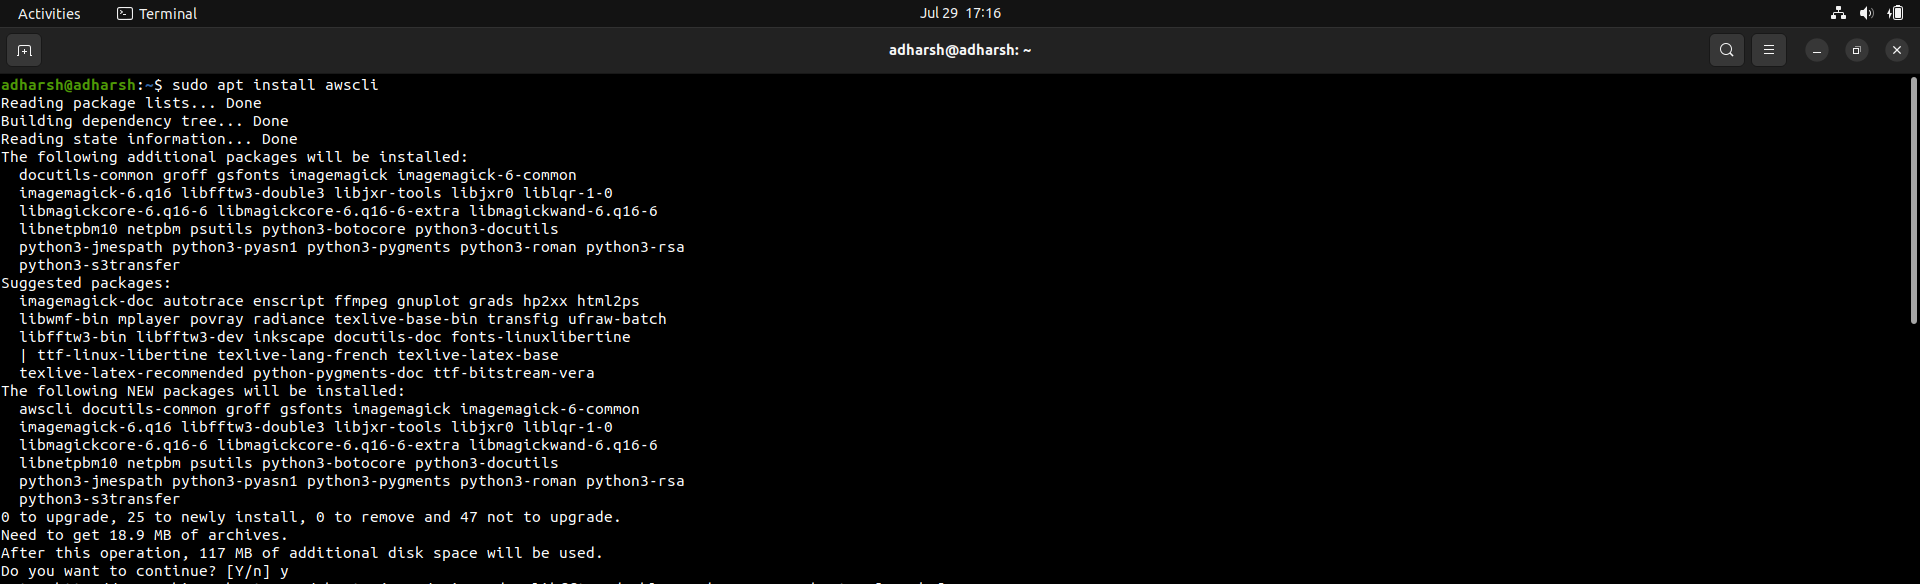 Activities Terminal Jul 29 17:16
adharsh@adharsh: ~
adharsh@adharsh:~$ sudo apt install awscli
Reading package lists... Done
Building dependency tree... Done
Reading state information... Done
The following additional packages will be installed:
  docutils-common groff gsfonts imagemagick imagemagick-6-common
  imagemagick-6.q16 libfftw3-double3 libjxr-tools libjxr0 liblqr-1-0
  libmagickcore-6.q16-6 libmagickcore-6.q16-6-extra libmagickwand-6.q16-6
  libnetpbm10 netpbm psutils python3-botocore python3-docutils
  python3-jmespath python3-pyasn1 python3-pygments python3-roman python3-rsa
  python3-s3transfer
Suggested packages:
  imagemagick-doc autotrace enscript ffmpeg gnuplot grads hp2xx html2ps
  libwmf-bin mplayer povray radiance texlive-base-bin transfig ufraw-batch
  libfftw3-bin libfftw3-dev inkscape docutils-doc fonts-linuxlibertine
  | ttf-linux-libertine texlive-lang-french texlive-latex-base
  texlive-latex-recommended python-pygments-doc ttf-bitstream-vera
The following NEW packages will be installed:
  awscli docutils-common groff gsfonts imagemagick imagemagick-6-common
  imagemagick-6.q16 libfftw3-double3 libjxr-tools libjxr0 liblqr-1-0
  libmagickcore-6.q16-6 libmagickcore-6.q16-6-extra libmagickwand-6.q16-6
  libnetpbm10 netpbm psutils python3-botocore python3-docutils
  python3-jmespath python3-pyasn1 python3-pygments python3-roman python3-rsa
  python3-s3transfer
0 to upgrade, 25 to newly install, 0 to remove and 47 not to upgrade.
Need to get 18.9 MB of archives.
After this operation, 117 MB of additional disk space will be used.
Do you want to continue? [Y/n] y